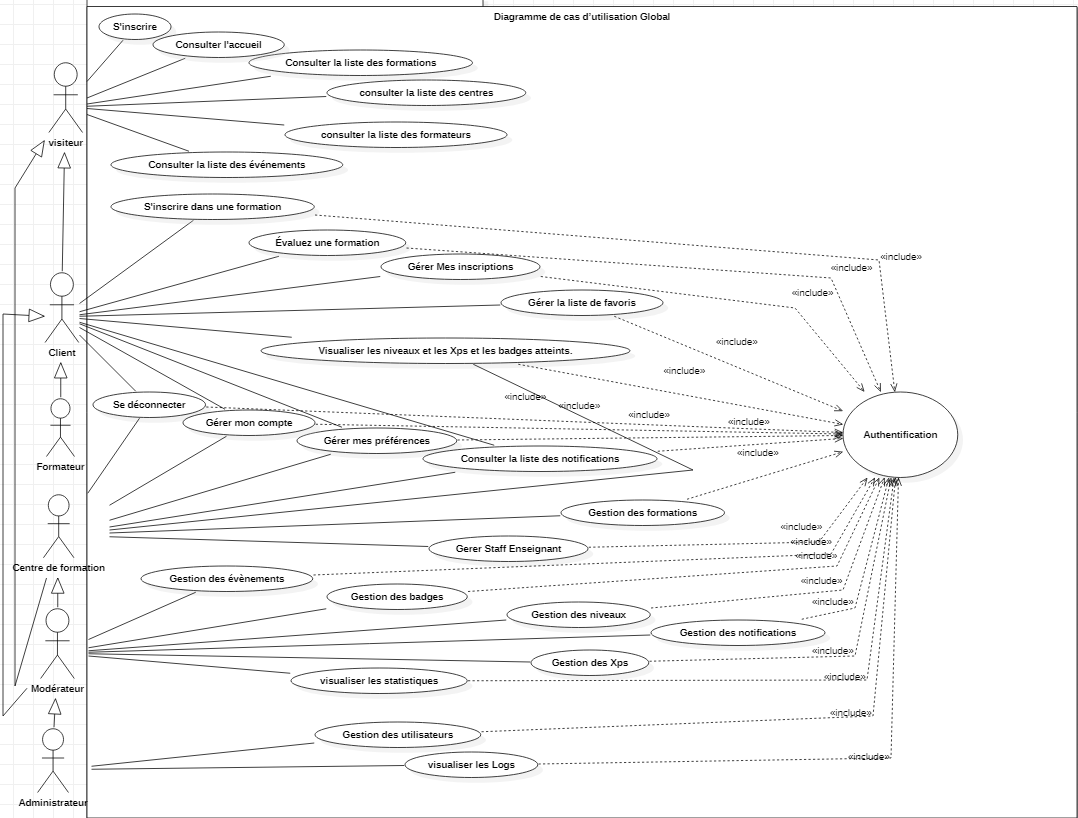 Diagramme de cas d'utilisation Global
S'inscrire
Consulter l'accueil
Consulter la liste des formations
consulter la liste des centres
consulter la liste des formateurs
visiteur
Consulter la liste des événements
S'inscrire dans une formation
Évaluez une formation
«include»
Gérer Mes inscriptions
«include»
«include»
Gérer la liste de favoris
«include»
Client
Visualiser les niveaux et les Xps et les badges atteints.
«include»
Se déconnecter
«include»
«include»
Gérer mon compte
«include»
«include»
Authentification
Gérer mes préférences
«include»
Formateur
Consulter la liste des notifications
Gestion des formations
«include»
Gerer Staff Enseignant
«include»
«include»
Centre de formation
Gestion des évènements
«include»
Gestion des badges
«include»
Gestion des niveaux
Gestion des notifications
«include»
Gestion des Xps
«include»
Modérateur
visualiser les statistiques
«include»
Gestion des utilisateurs
«include»
visualiser les Logs
Administrateur